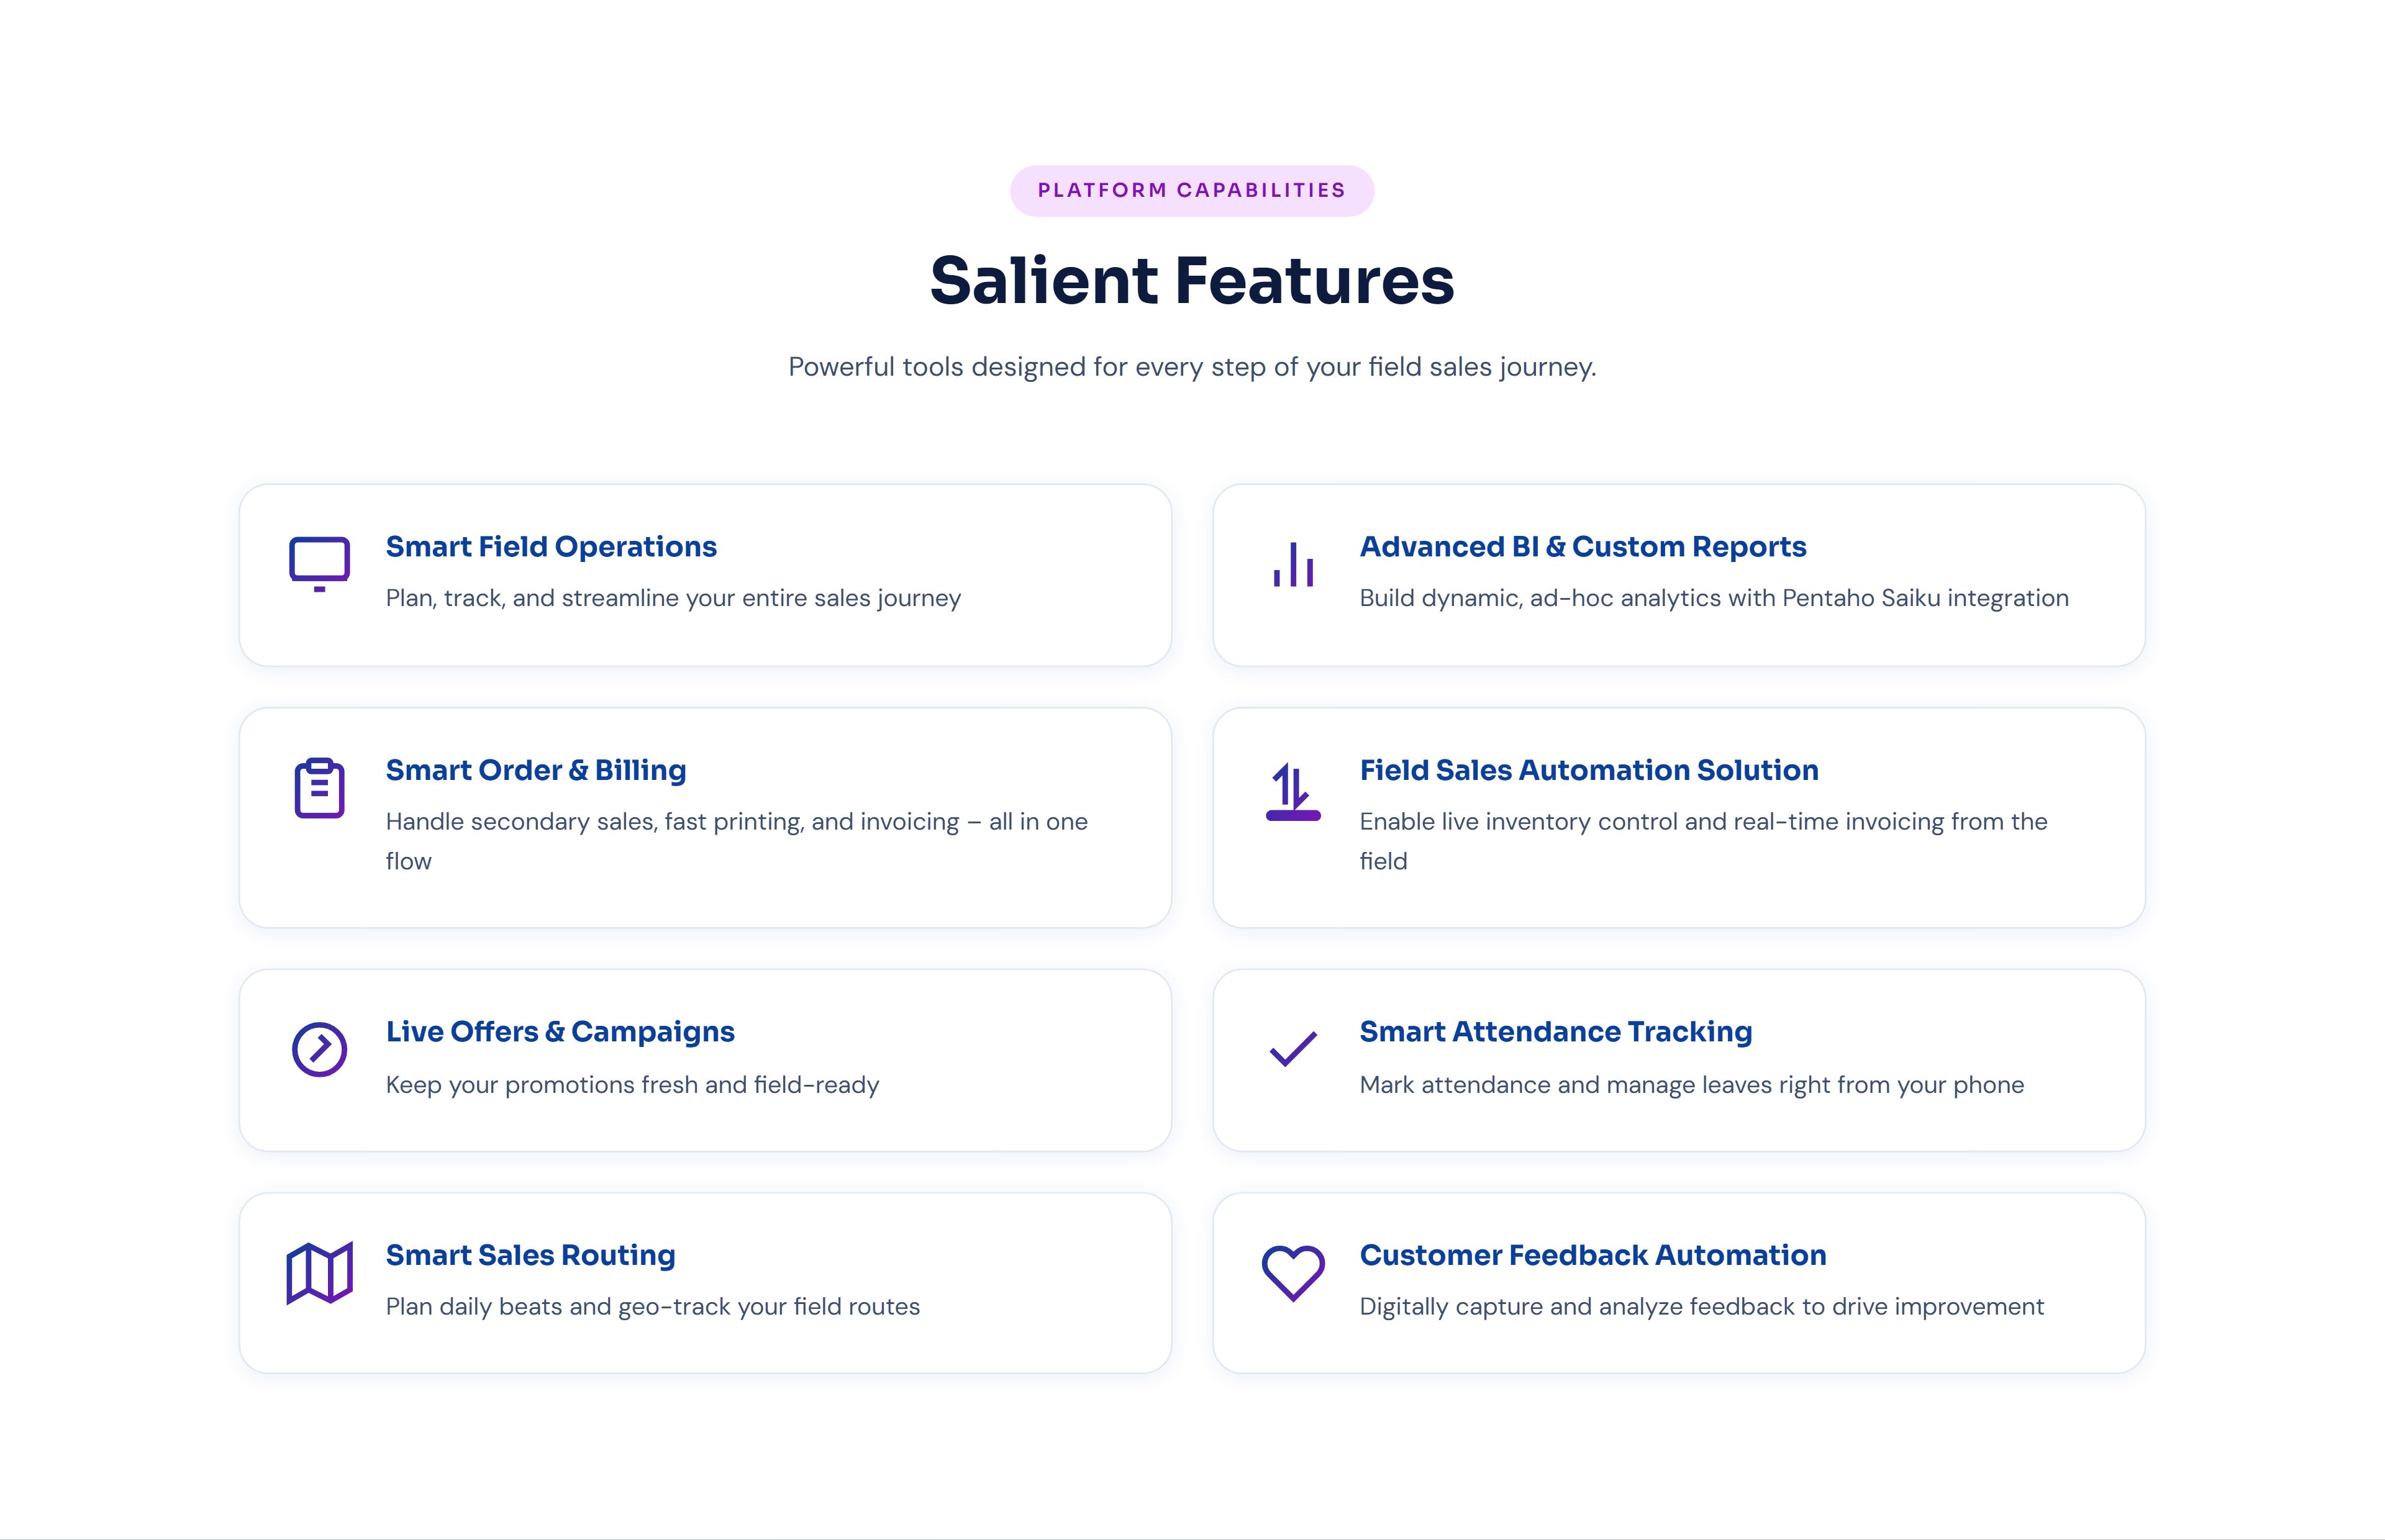 PLATFORM CAPABILITIES
Salient Features
Powerful tools designed for every step of your field sales journey.
Smart Field Operations
Plan, track, and streamline your entire sales journey
Advanced BI & Custom Reports
Build dynamic, ad-hoc analytics with Pentaho Saiku integration
Smart Order & Billing
Handle secondary sales, fast printing, and invoicing – all in one
flow
Field Sales Automation Solution
Enable live inventory control and real-time invoicing from the
field
Live Offers & Campaigns
Keep your promotions fresh and field-ready
Smart Attendance Tracking
Mark attendance and manage leaves right from your phone
Smart Sales Routing
Plan daily beats and geo-track your field routes
Customer Feedback Automation
Digitally capture and analyze feedback to drive improvement